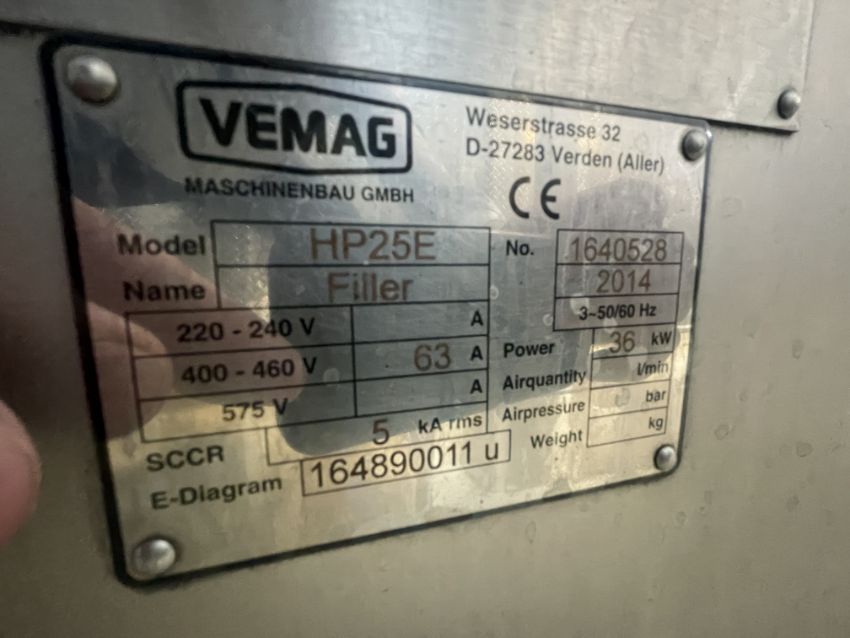 VEMAG
MASCHINENBAU GMBH
Weserstrasse 32
D-27283 Verden (Aller)
CE
Model HP25E
No. 1640528
Name Filler
2014
220 - 240 V A
3~50/60 Hz
400 - 460 V 63 A
Power 36 kW
575 V A
Airquantity l/min
SCCR 5 kA rms
Airpressure bar
E-Diagram 164890011 u
Weight kg